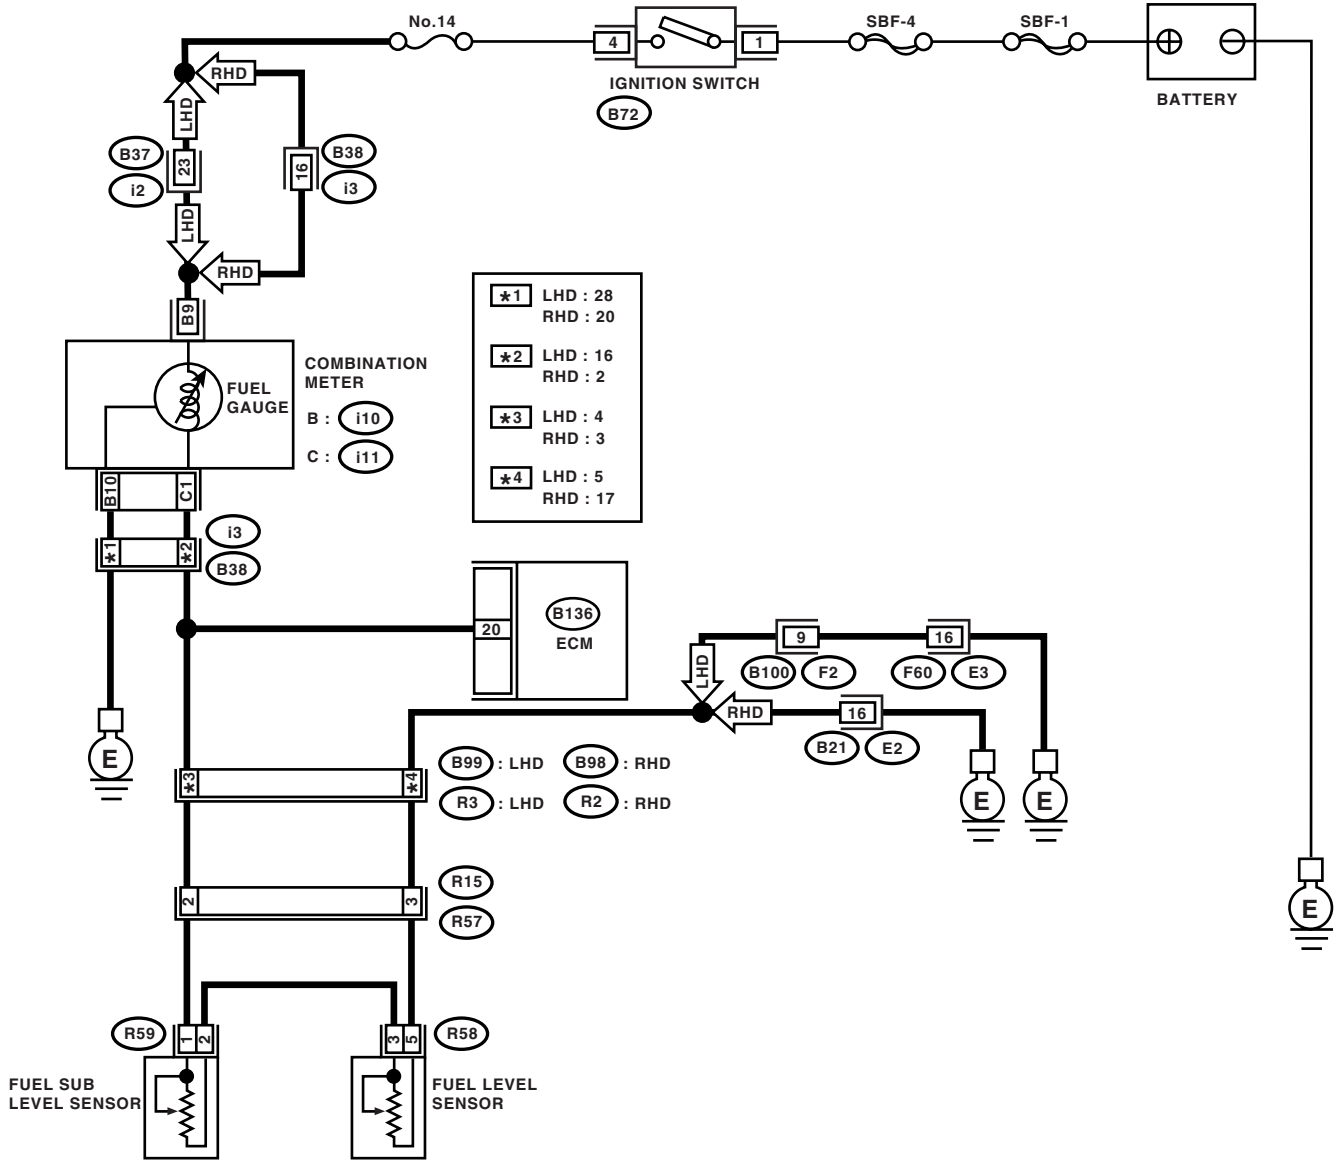 No.14
SBF-4
SBF-1
4
1
IGNITION SWITCH
B72
BATTERY
RHD
LHD
B37
i2
23
16
B38
i3
LHD
RHD
B9
FUEL
GAUGE
COMBINATION
METER
B : i10
C : i11
*1 LHD : 28
RHD : 20
*2 LHD : 16
RHD : 2
*3 LHD : 4
RHD : 3
*4 LHD : 5
RHD : 17
B10
C1
*1
*2
i3
B38
20
B136
ECM
LHD
9
B100
F2
16
F60
E3
RHD
16
B21
E2
E
E
E
E
*3
*4
B99 : LHD
B98 : RHD
R3 : LHD
R2 : RHD
2
3
R15
R57
R59
1
2
3
5
R58
FUEL SUB
LEVEL SENSOR
FUEL LEVEL
SENSOR